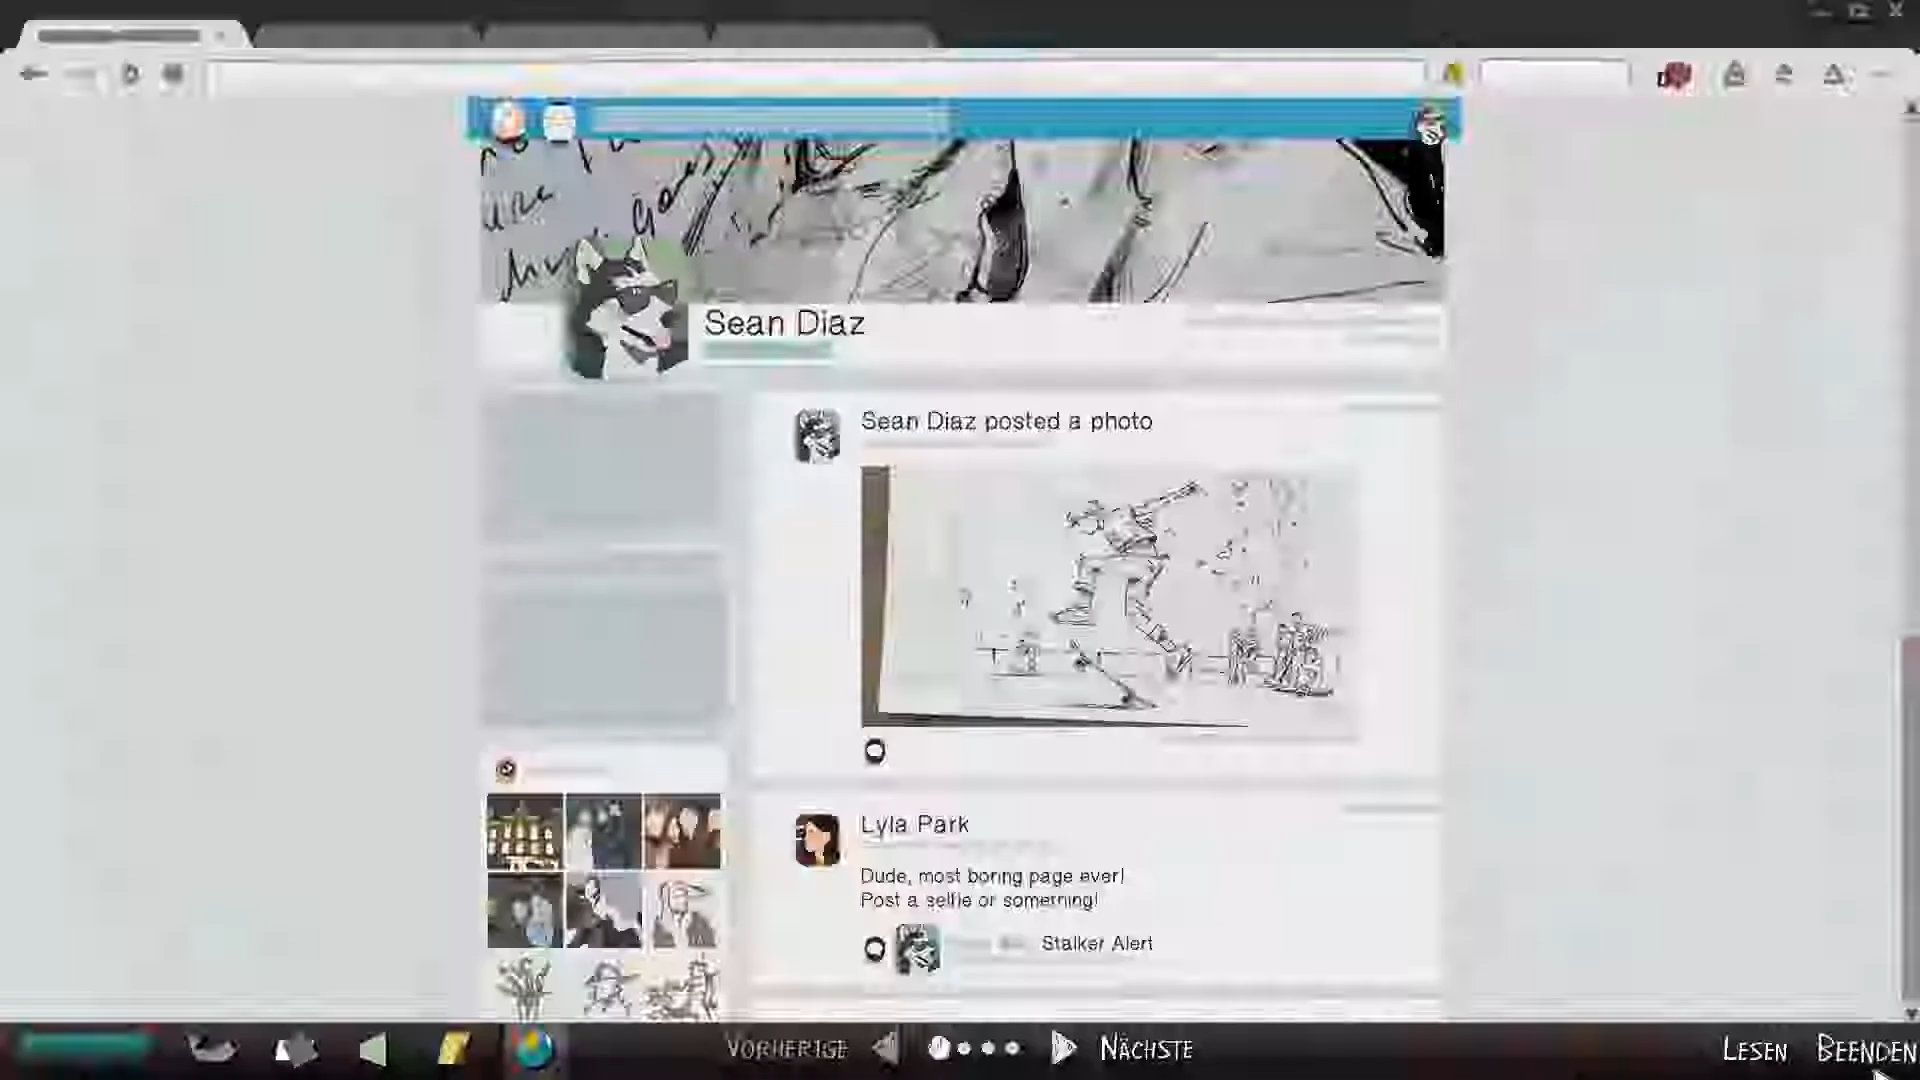 Sean Diaz
Sean Diaz posted a photo
Lyla Park
Dude, most boring page ever!
Post a selfie or something!
Stalker Alert
VORHERIGE
NÄCHSTE
LESEN
BEENDEN